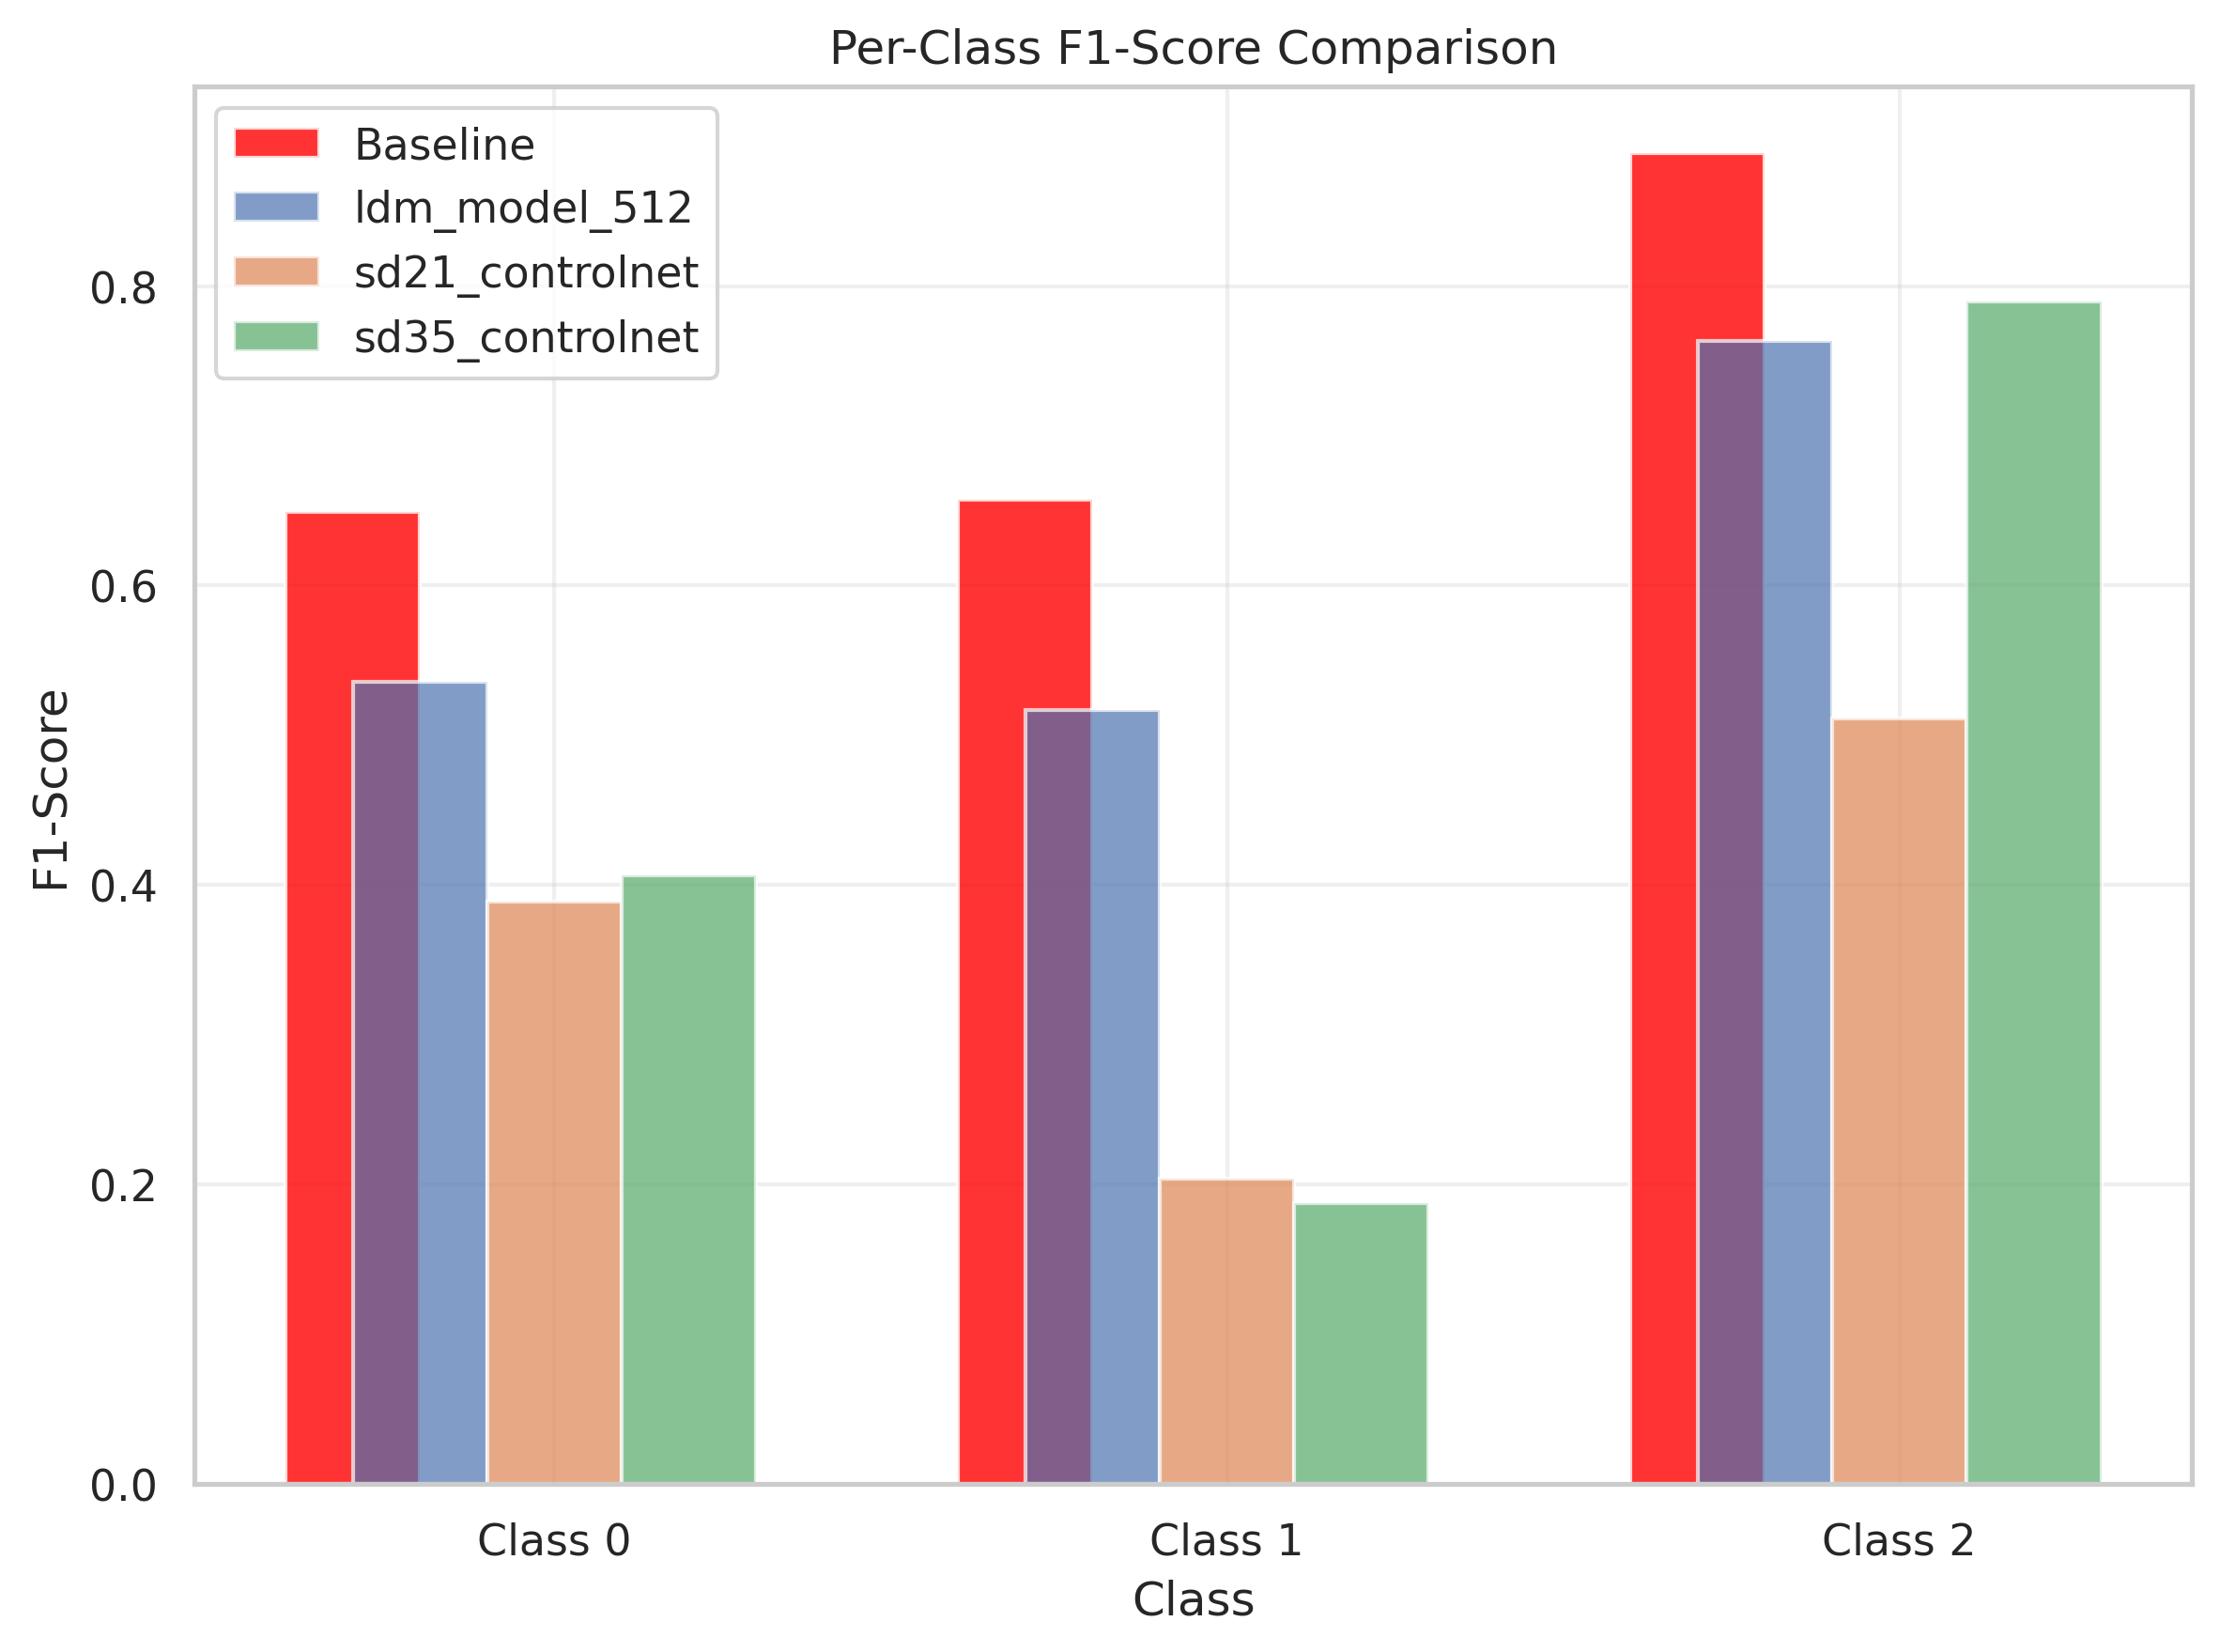 Per-Class F1-Score Comparison
Baseline
ldm_model_512
sd21_controlnet
sd35_controlnet
F1-Score
0.8
0.6
0.4
0.2
0.0
Class 0
Class 1
Class 2
Class